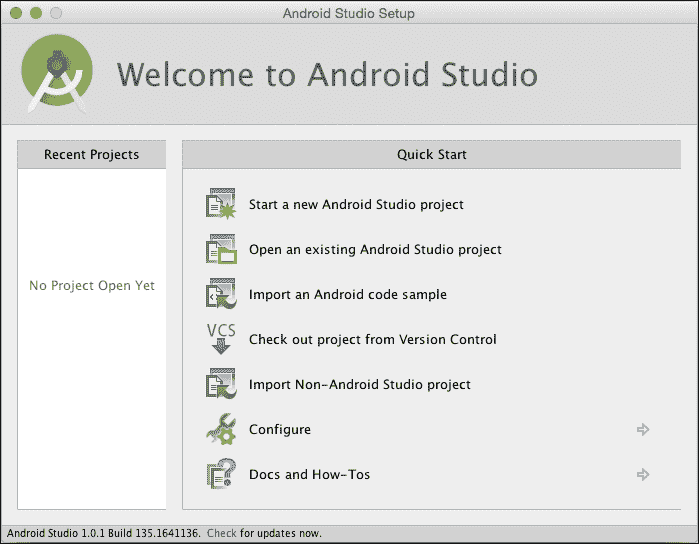 Android Studio Setup
Welcome to Android Studio
Recent Projects
No Project Open Yet
Quick Start
Start a new Android Studio project
Open an existing Android Studio project
Import an Android code sample
VCS
Check out project from Version Control
Import Non-Android Studio project
Configure
Docs and How-Tos
Android Studio 1.0.1 Build 135.1641136. Check for updates now.